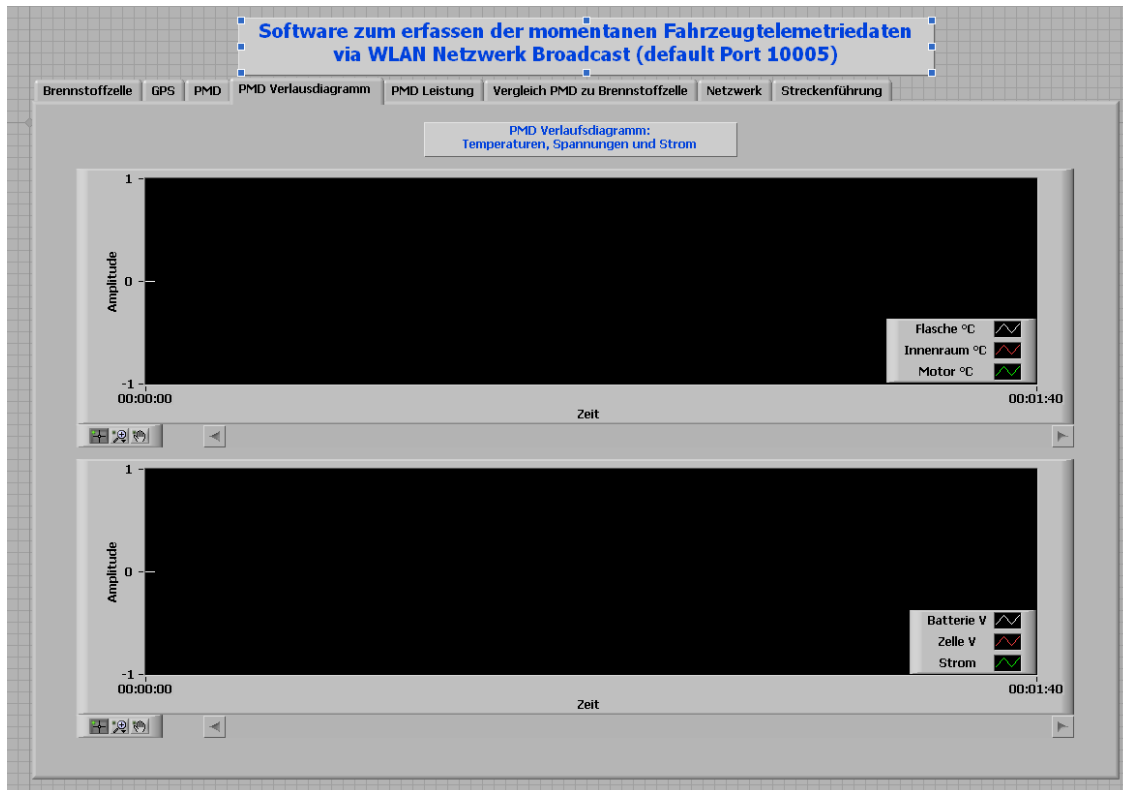 Software zum erfassen der momentanen Fahrzeugtelemetriedaten
via WLAN Netzwerk Broadcast (default Port 10005)
Brennstoffzelle GPS PMD PMD Verlausdiagramm PMD Leistung Vergleich PMD zu Brennstoffzelle Netzwerk Streckenführung
PMD Verlaufsdiagramm:
Temperaturen, Spannungen und Strom
1
Amplitude
0
-1
Flasche °C
Innenraum °C
Motor °C
00:00:00 00:01:40
Zeit
1
Amplitude
0
-1
Batterie V
Zelle V
Strom
00:00:00 00:01:40
Zeit